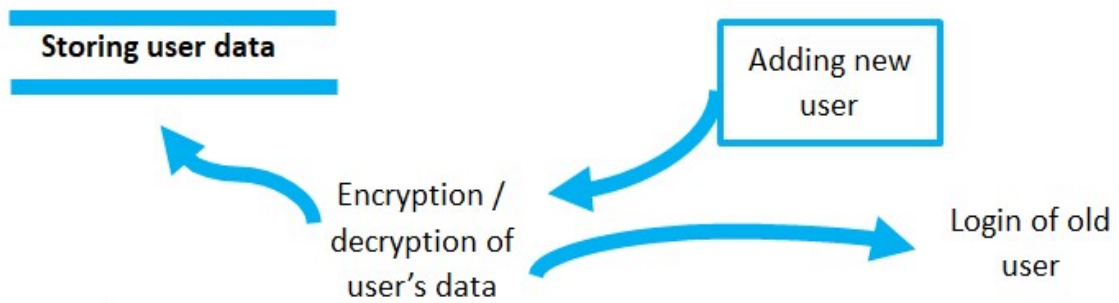 Storing user data
Adding new
user
Encryption /
decryption of
user's data
Login of old
user